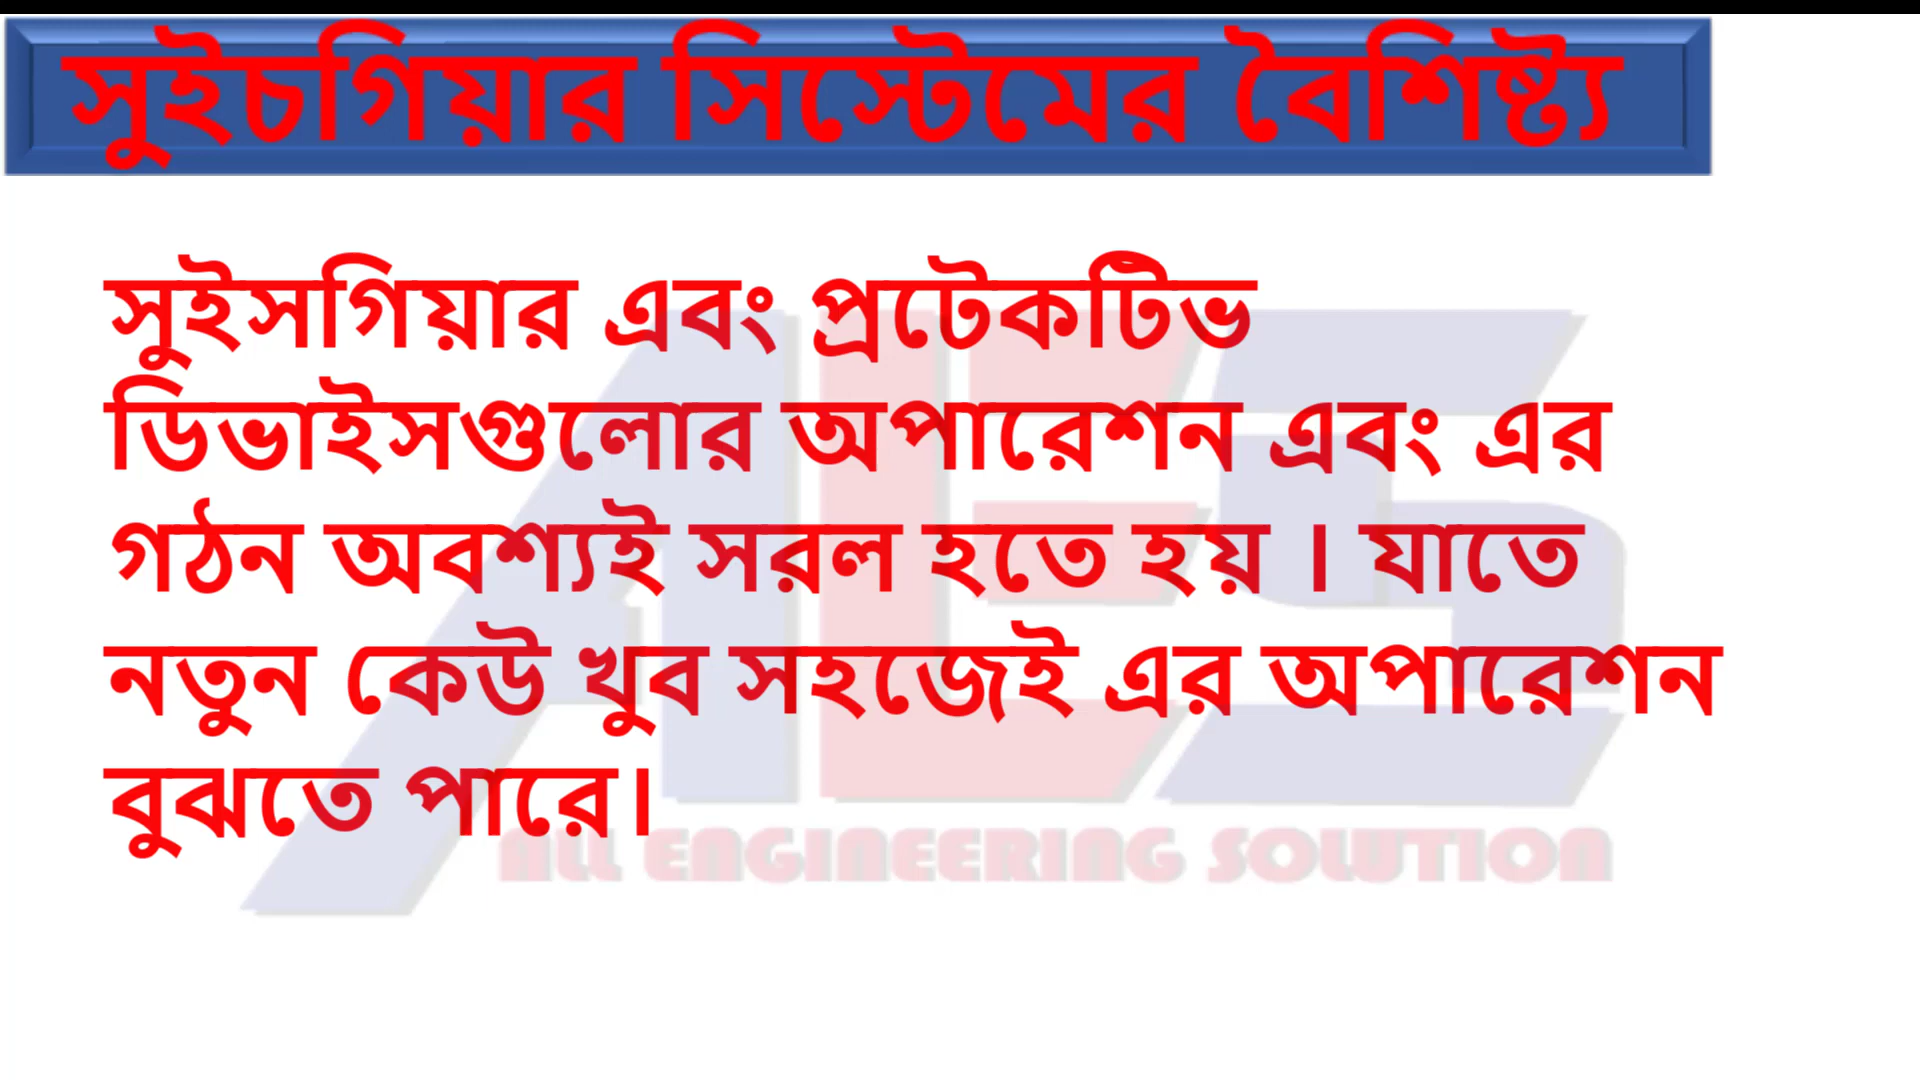 সুইচগিয়ার সিস্টেমের বৈশিষ্ট্য
সুইসগিয়ার এবং প্রটেকটিভ
ডিভাইসগুলোর অপারেশন এবং এর
গঠন অবশ্যই সরল হতে হয় । যাতে
নতুন কেউ খুব সহজেই এর অপারেশন
বুঝতে পারে।
AES
ALL ENGINEERING SOLUTION